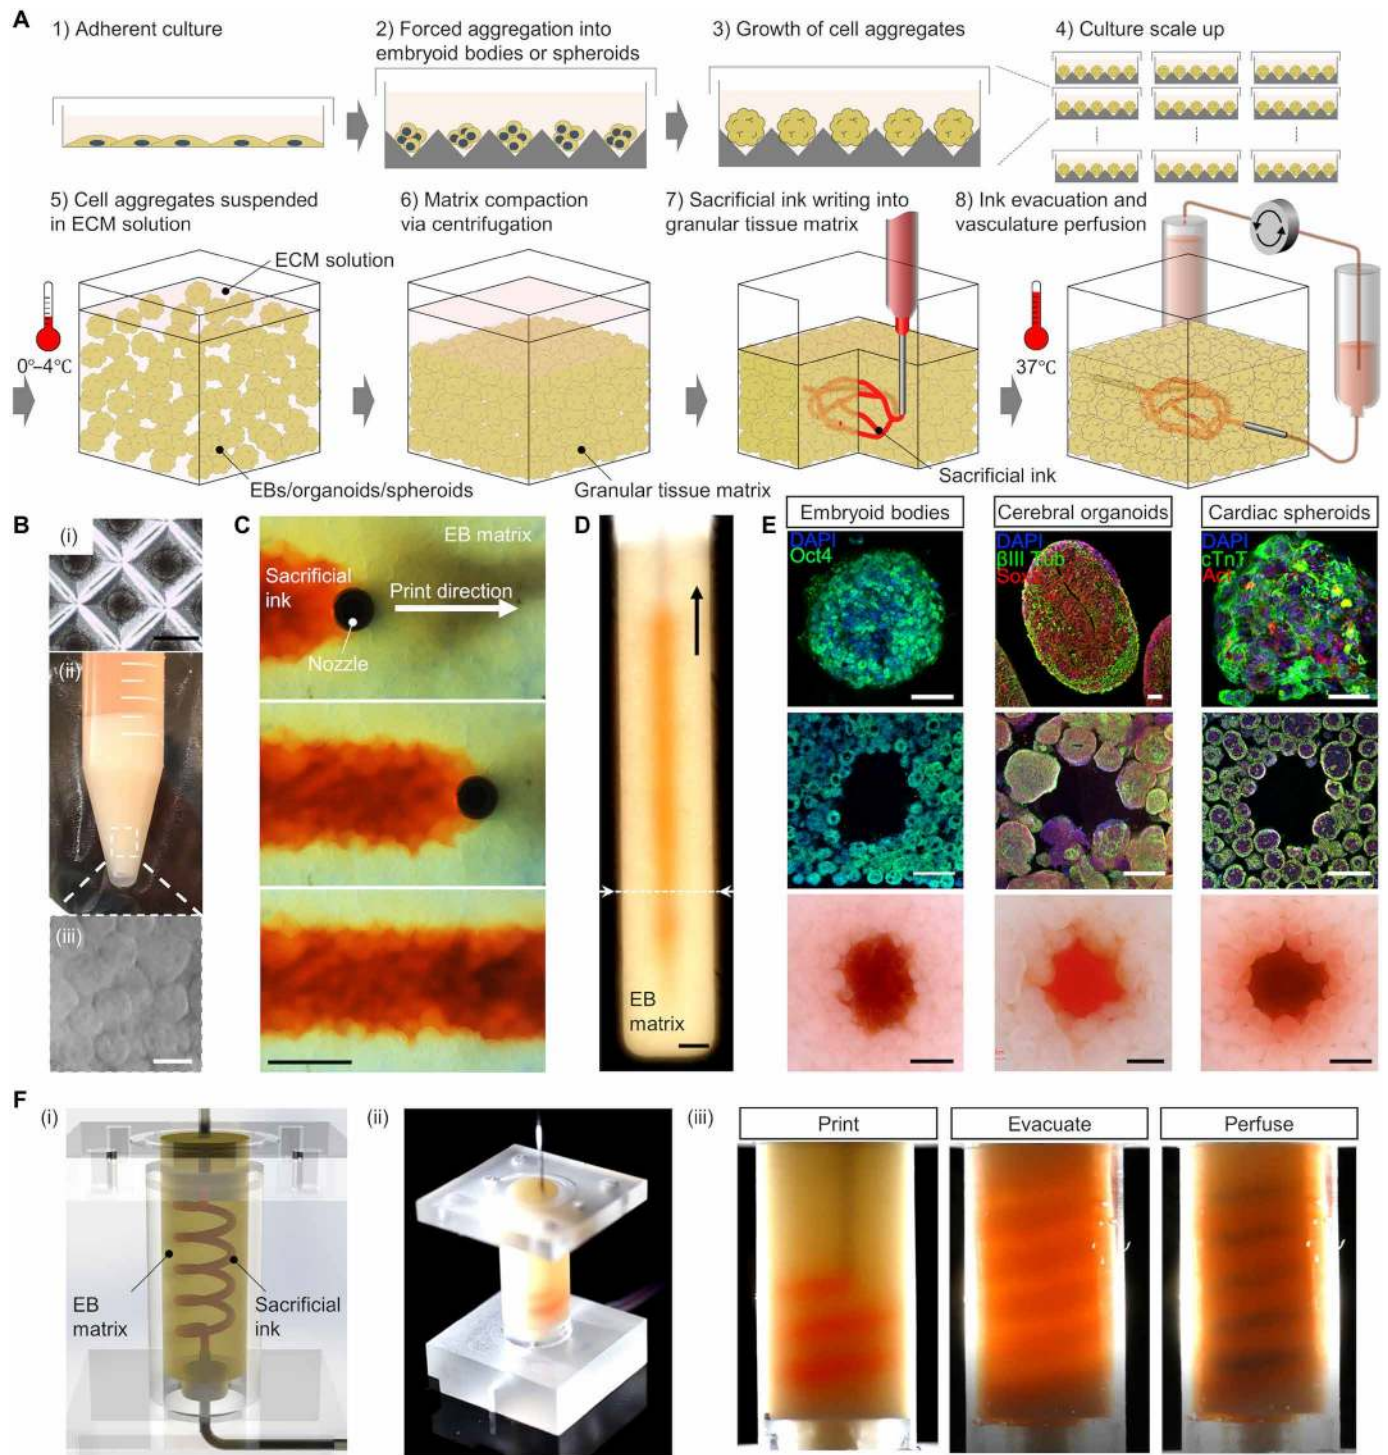 A
1) Adherent culture
2) Forced aggregation into
embryoid bodies or spheroids
3) Growth of cell aggregates
4) Culture scale up
5) Cell aggregates suspended
in ECM solution
6) Matrix compaction
via centrifugation
7) Sacrificial ink writing into
granular tissue matrix
8) Ink evacuation and
vasculature perfusion
ECM solution
0°–4°C
37°C
Sacrificial ink
EBs/organoids/spheroids
Granular tissue matrix
B
(i)
(ii)
(iii)
C
EB matrix
Sacrificial
ink
Print direction
Nozzle
D
EB
matrix
E
Embryoid bodies
Cerebral organoids
Cardiac spheroids
DAPI
Oct4
DAPI
βIII Tub
DAPI
cTnT
F
(i)
EB
matrix
Sacrificial
ink
(ii)
(iii)
Print
Evacuate
Perfuse